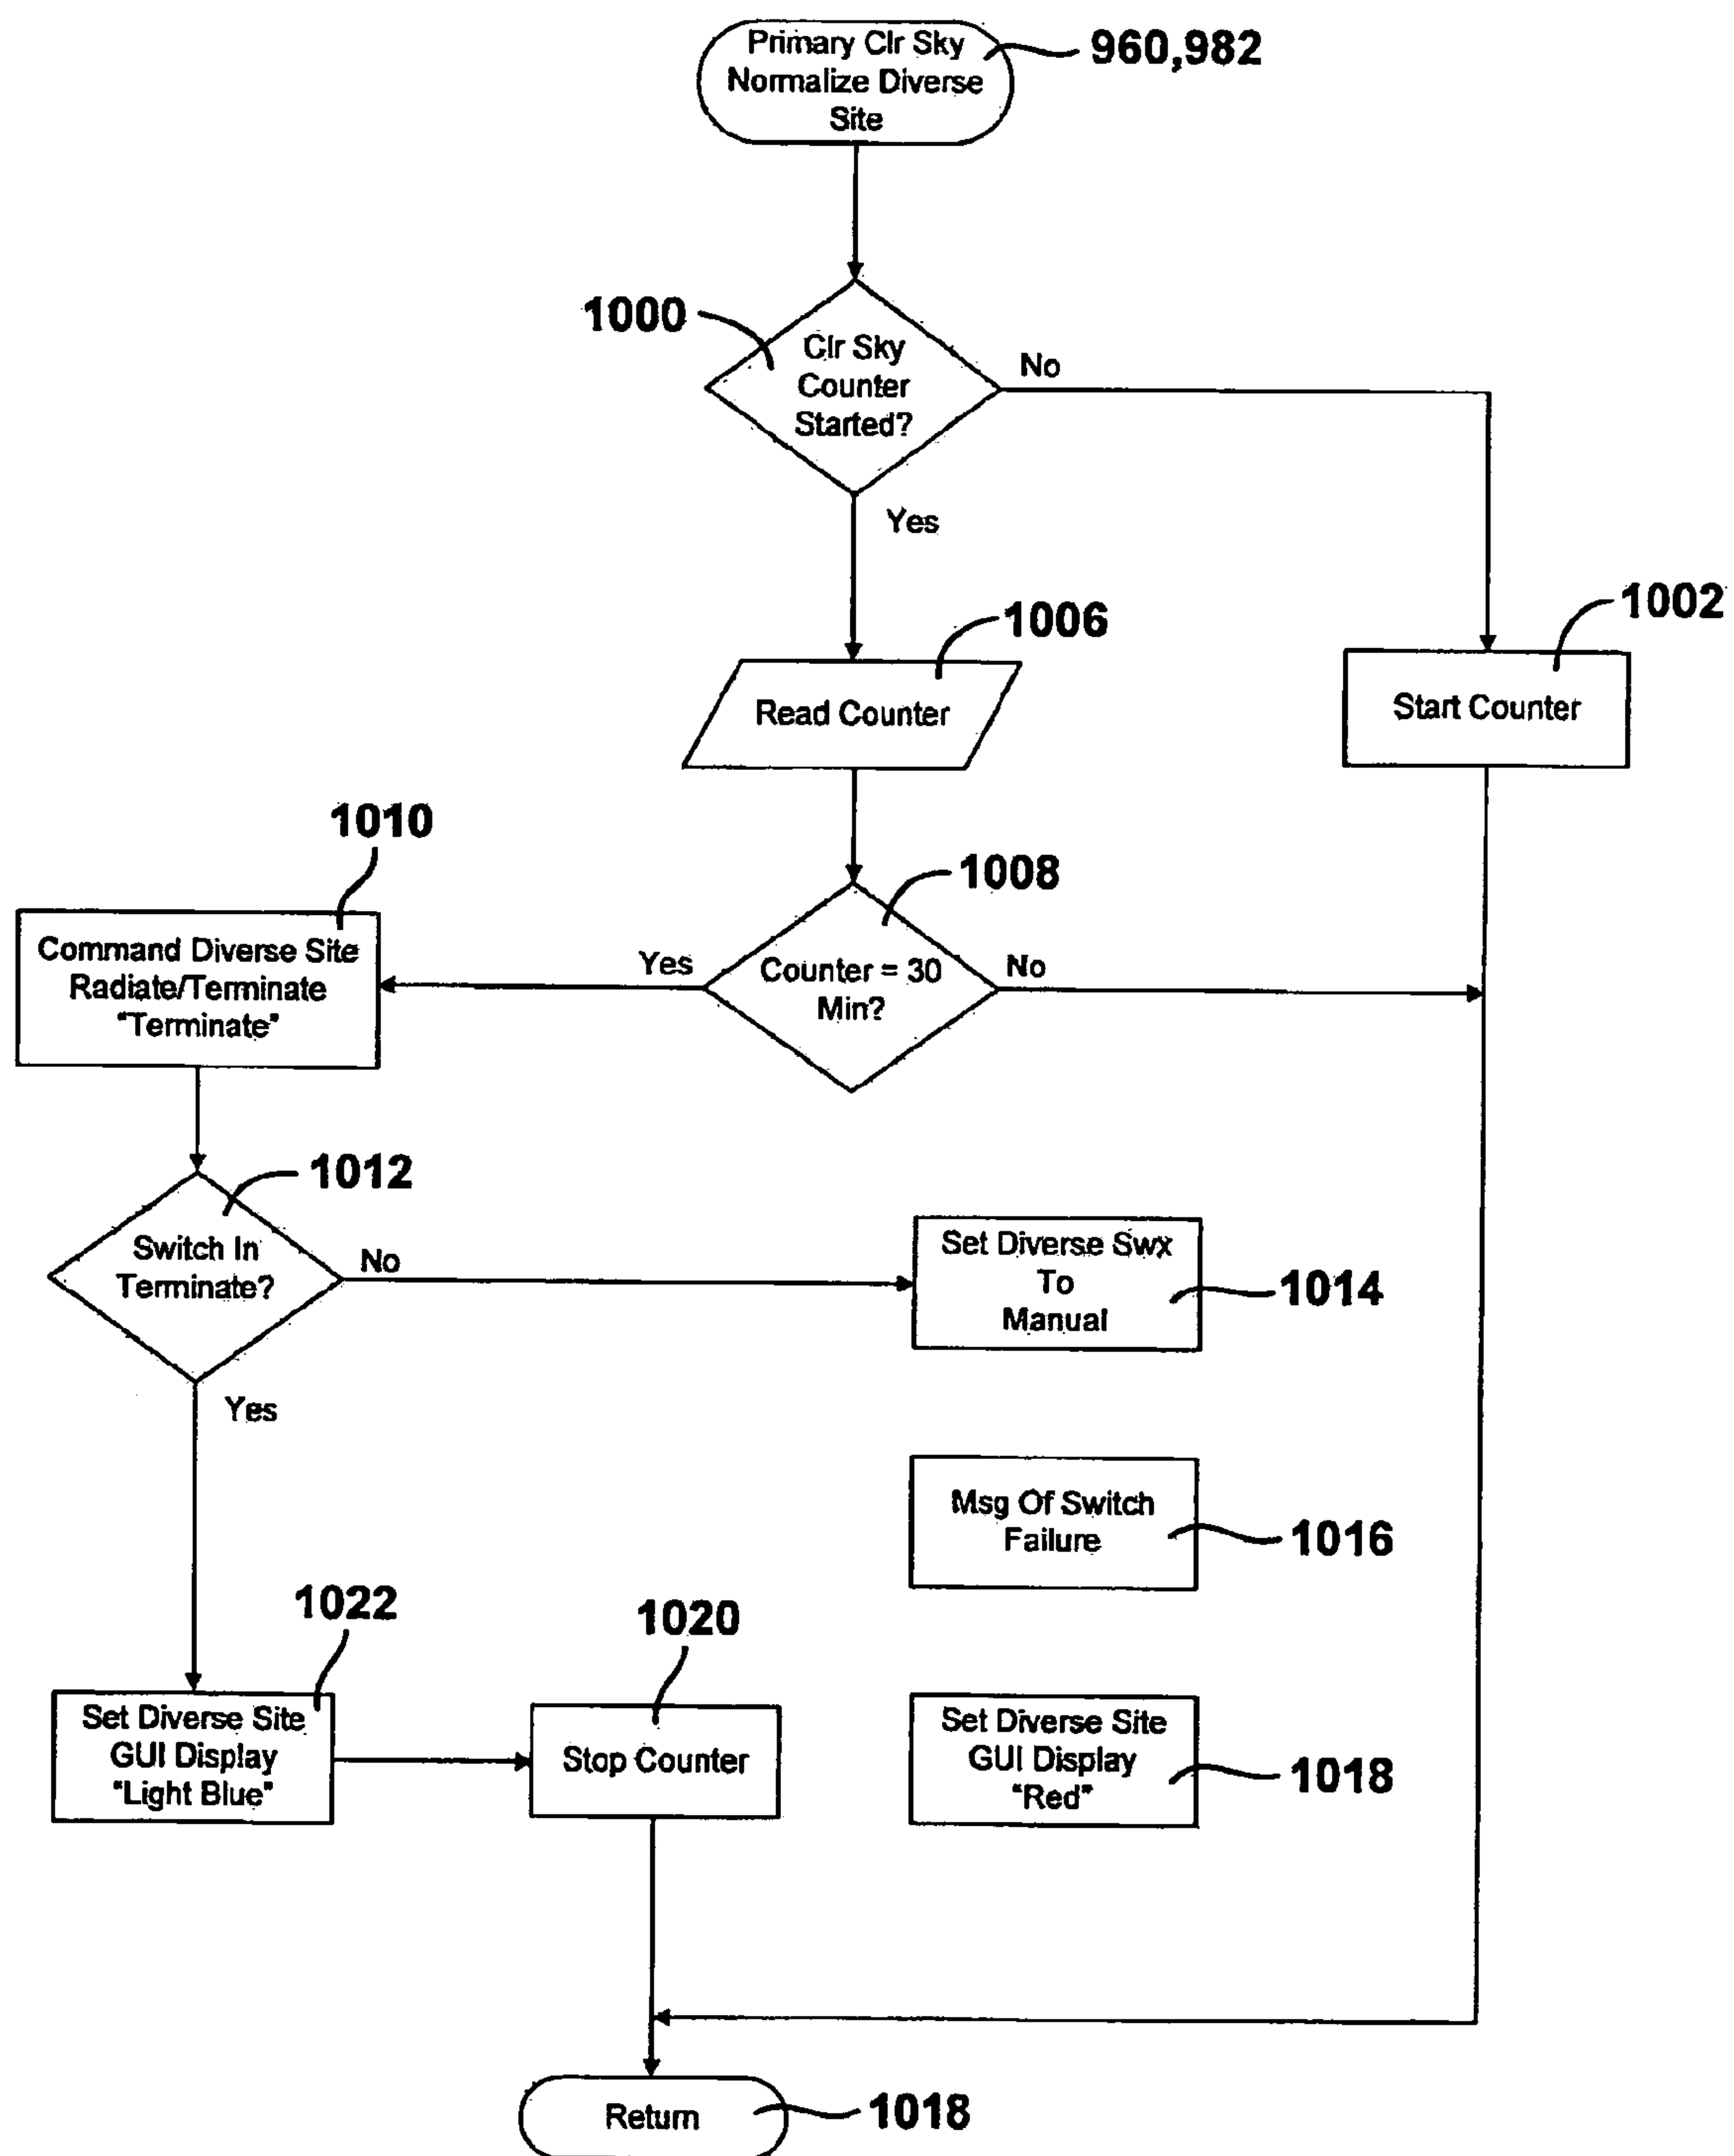 Primary Clr Sky
Normalize Diverse
Site
960,982
1000
Clr Sky
Counter
Started?
No
Yes
1006
Read Counter
1002
Start Counter
1010
Command Diverse Site
Radiate/Terminate
"Terminate"
1008
Yes
Counter = 30
Min?
No
1012
Switch In
Terminate?
No
Yes
Set Diverse Swx
To
Manual
1014
Msg Of Switch
Failure
1016
1022
Set Diverse Site
GUI Display
"Light Blue"
1020
Stop Counter
Set Diverse Site
GUI Display
"Red"
1018
Return
1018